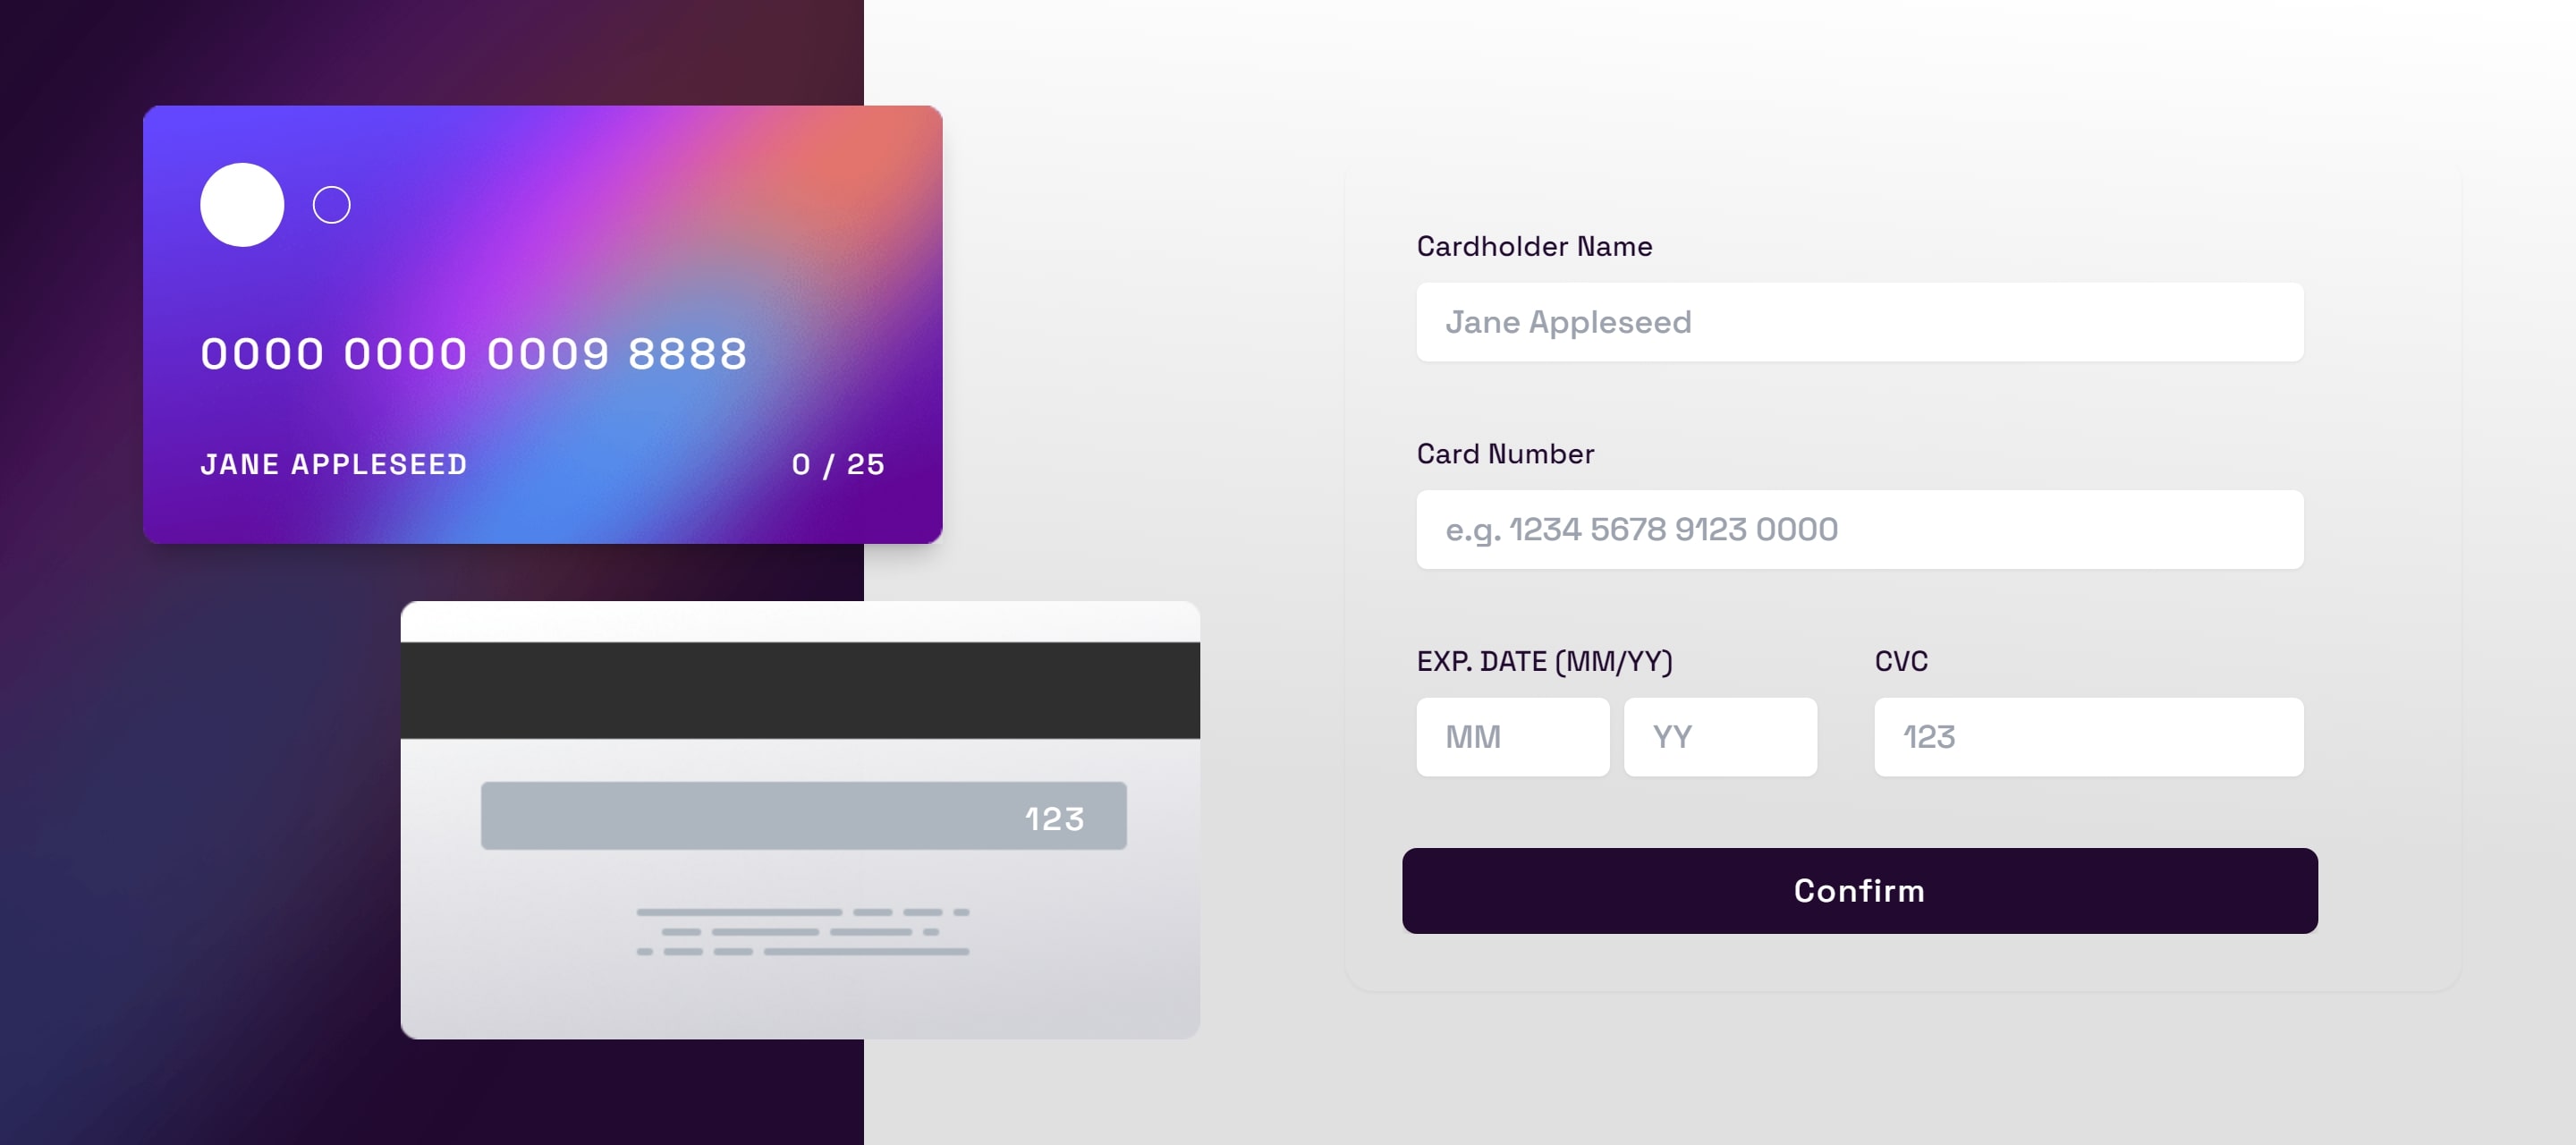 0000 0000 0009 8888
JANE APPLESEED
0 / 25
123
Cardholder Name
Jane Appleseed
Card Number
e.g. 1234 5678 9123 0000
EXP. DATE (MM/YY)
CVC
MM
YY
123
Confirm